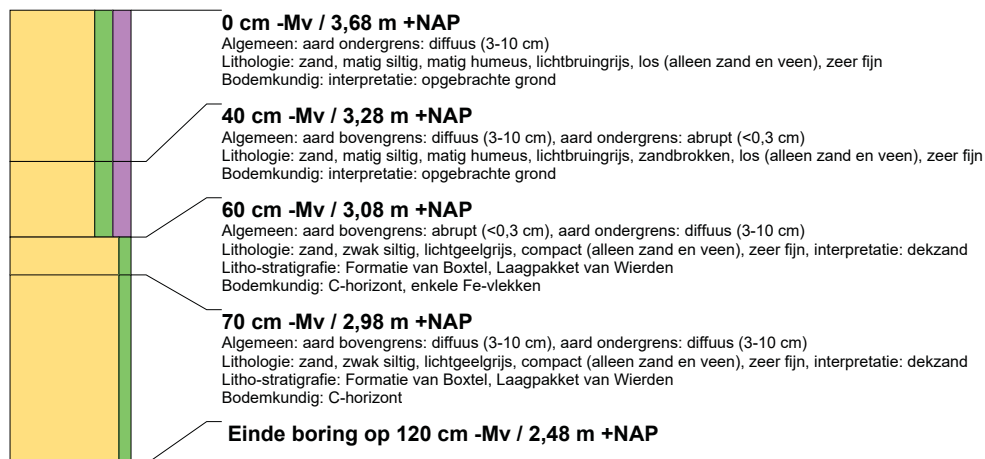 0 cm -Mv / 3,68 m +NAP
Algemeen: aard ondergrens: diffuus (3-10 cm)
Lithologie: zand, matig siltig, matig humeus, lichtbruingrijs, los (alleen zand en veen), zeer fijn
Bodemkundig: interpretatie: opgebrachte grond
40 cm -Mv / 3,28 m +NAP
Algemeen: aard bovengrens: diffuus (3-10 cm), aard ondergrens: abrupt (<0,3 cm)
Lithologie: zand, matig siltig, matig humeus, lichtbruingrijs, zandbrokken, los (alleen zand en veen), zeer fijn
Bodemkundig: interpretatie: opgebrachte grond
60 cm -Mv / 3,08 m +NAP
Algemeen: aard bovengrens: abrupt (<0,3 cm), aard ondergrens: diffuus (3-10 cm)
Lithologie: zand, zwak siltig, lichtgeelgrijs, compact (alleen zand en veen), zeer fijn, interpretatie: dekzand
Litho-stratigrafie: Formatie van Boxtel, Laagpakket van Wierden
Bodemkundig: C-horizont, enkele Fe-vlekken
70 cm -Mv / 2,98 m +NAP
Algemeen: aard bovengrens: diffuus (3-10 cm), aard ondergrens: diffuus (3-10 cm)
Lithologie: zand, zwak siltig, lichtgeelgrijs, compact (alleen zand en veen), zeer fijn, interpretatie: dekzand
Litho-stratigrafie: Formatie van Boxtel, Laagpakket van Wierden
Bodemkundig: C-horizont
Einde boring op 120 cm -Mv / 2,48 m +NAP